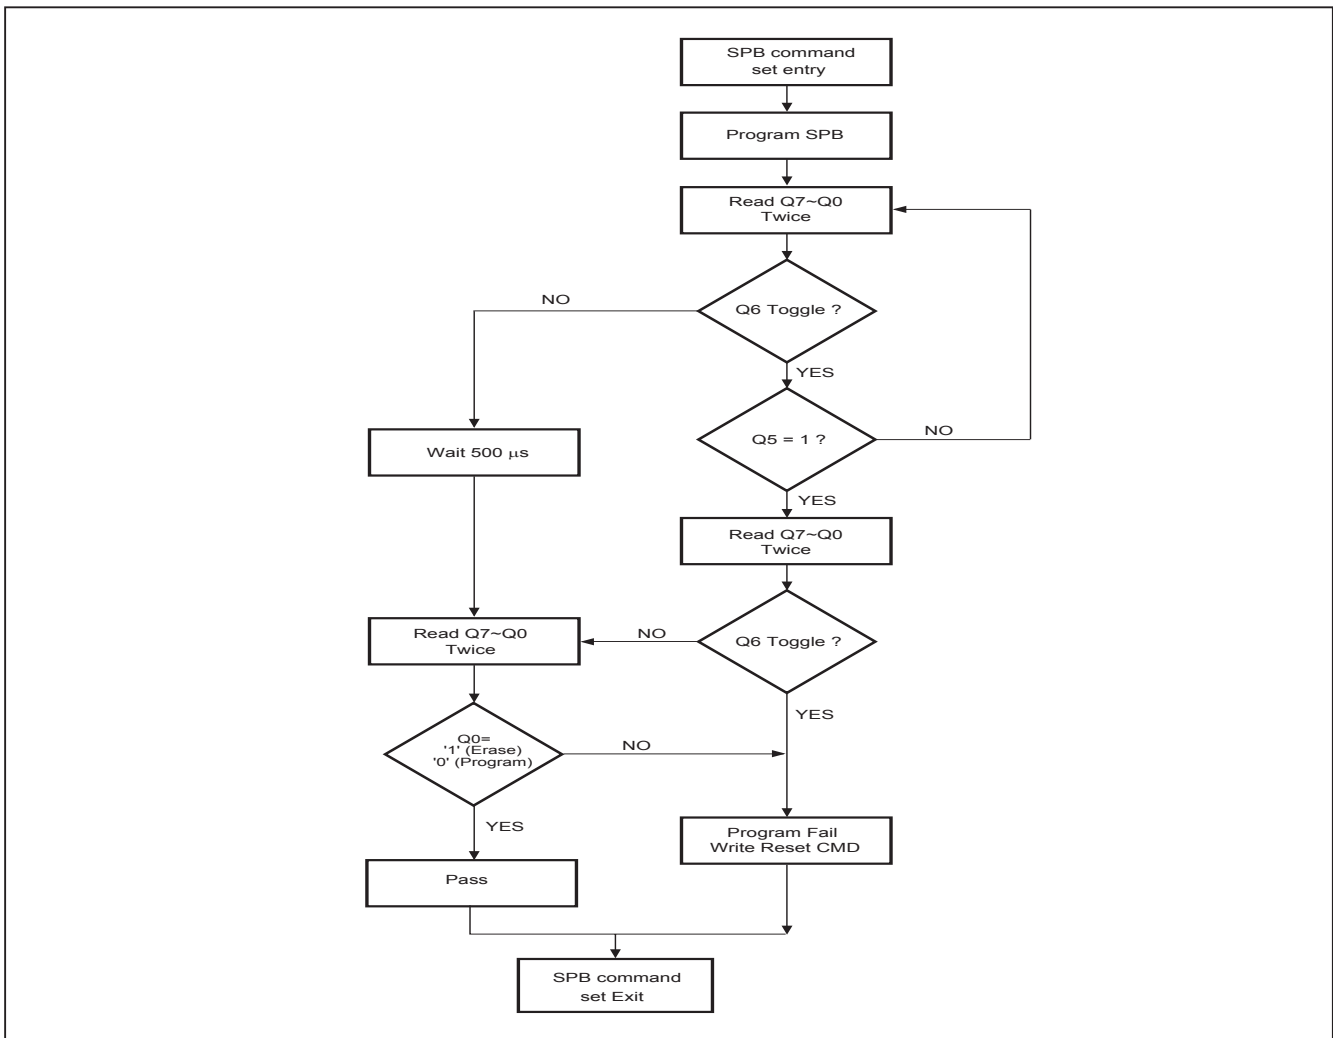 SPB command
set entry
Program SPB
Read Q7~Q0
Twice
Q6 Toggle ?
NO
YES
Q5 = 1 ?
NO
Wait 500 μs
YES
Read Q7~Q0
Twice
Q6 Toggle ?
NO
Read Q7~Q0
Twice
YES
Q0=
'1' (Erase)
'0' (Program)
NO
YES
Program Fail
Write Reset CMD
Pass
SPB command
set Exit